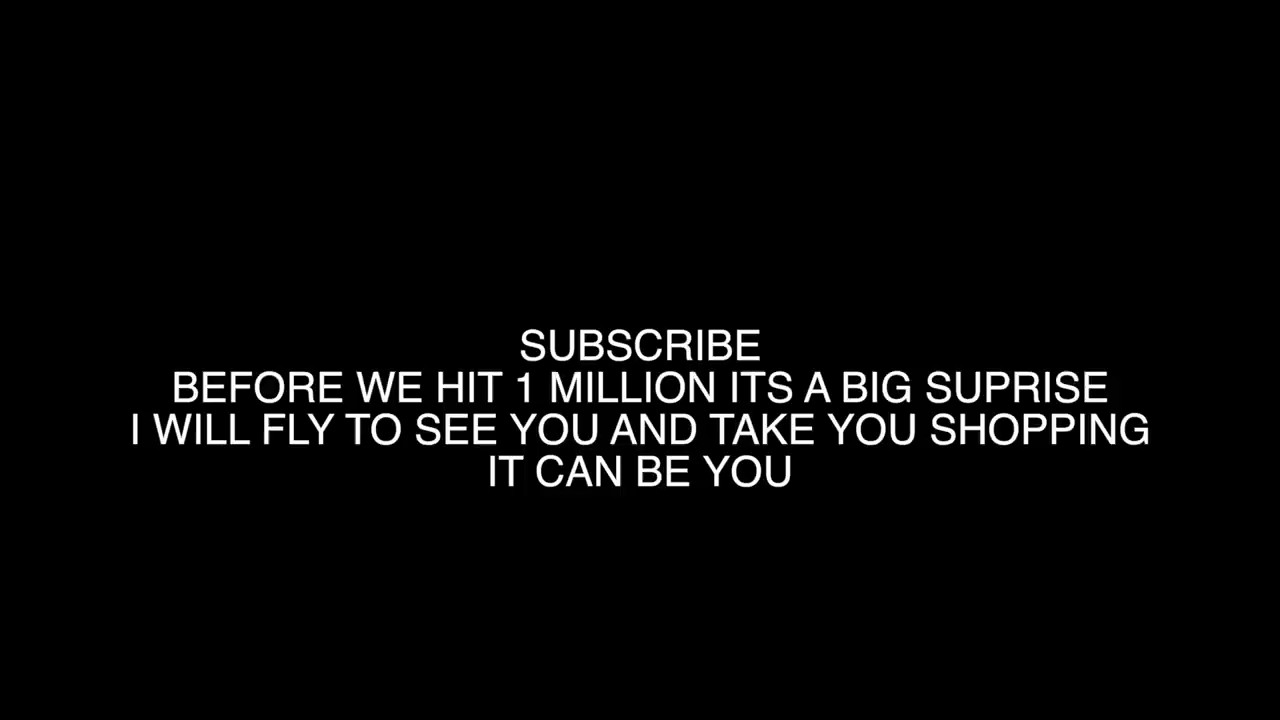 SUBSCRIBE
BEFORE WE HIT 1 MILLION ITS A BIG SUPRISE
I WILL FLY TO SEE YOU AND TAKE YOU SHOPPING
IT CAN BE YOU